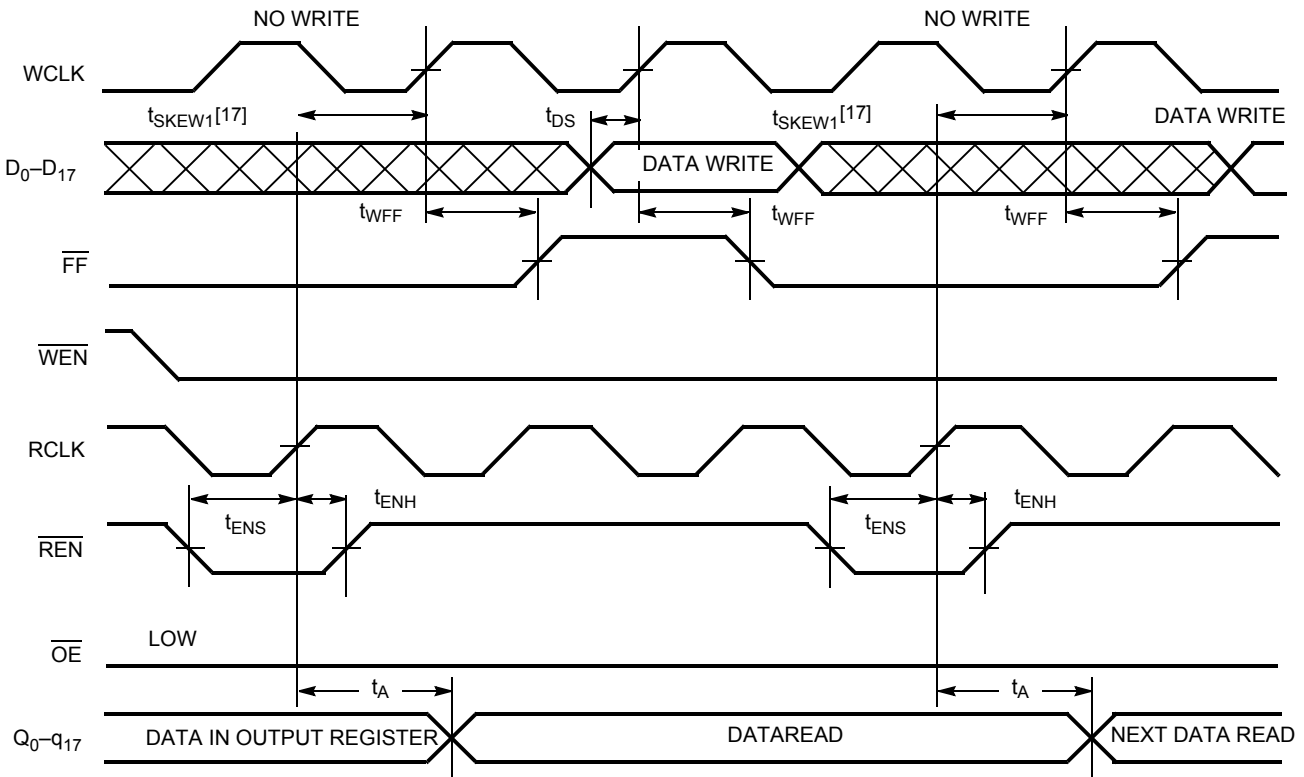 NO WRITE NO WRITE
WCLK
tSKEW1[17] tDS tSKEW1[17] DATA WRITE
D0–D17 DATA WRITE
tWFF tWFF tWFF
FF
WEN
RCLK
tENS tENH tENS tENH
REN
LOW
OE
tA tA
Q0–q17 DATA IN OUTPUT REGISTER DATAREAD NEXT DATA READ